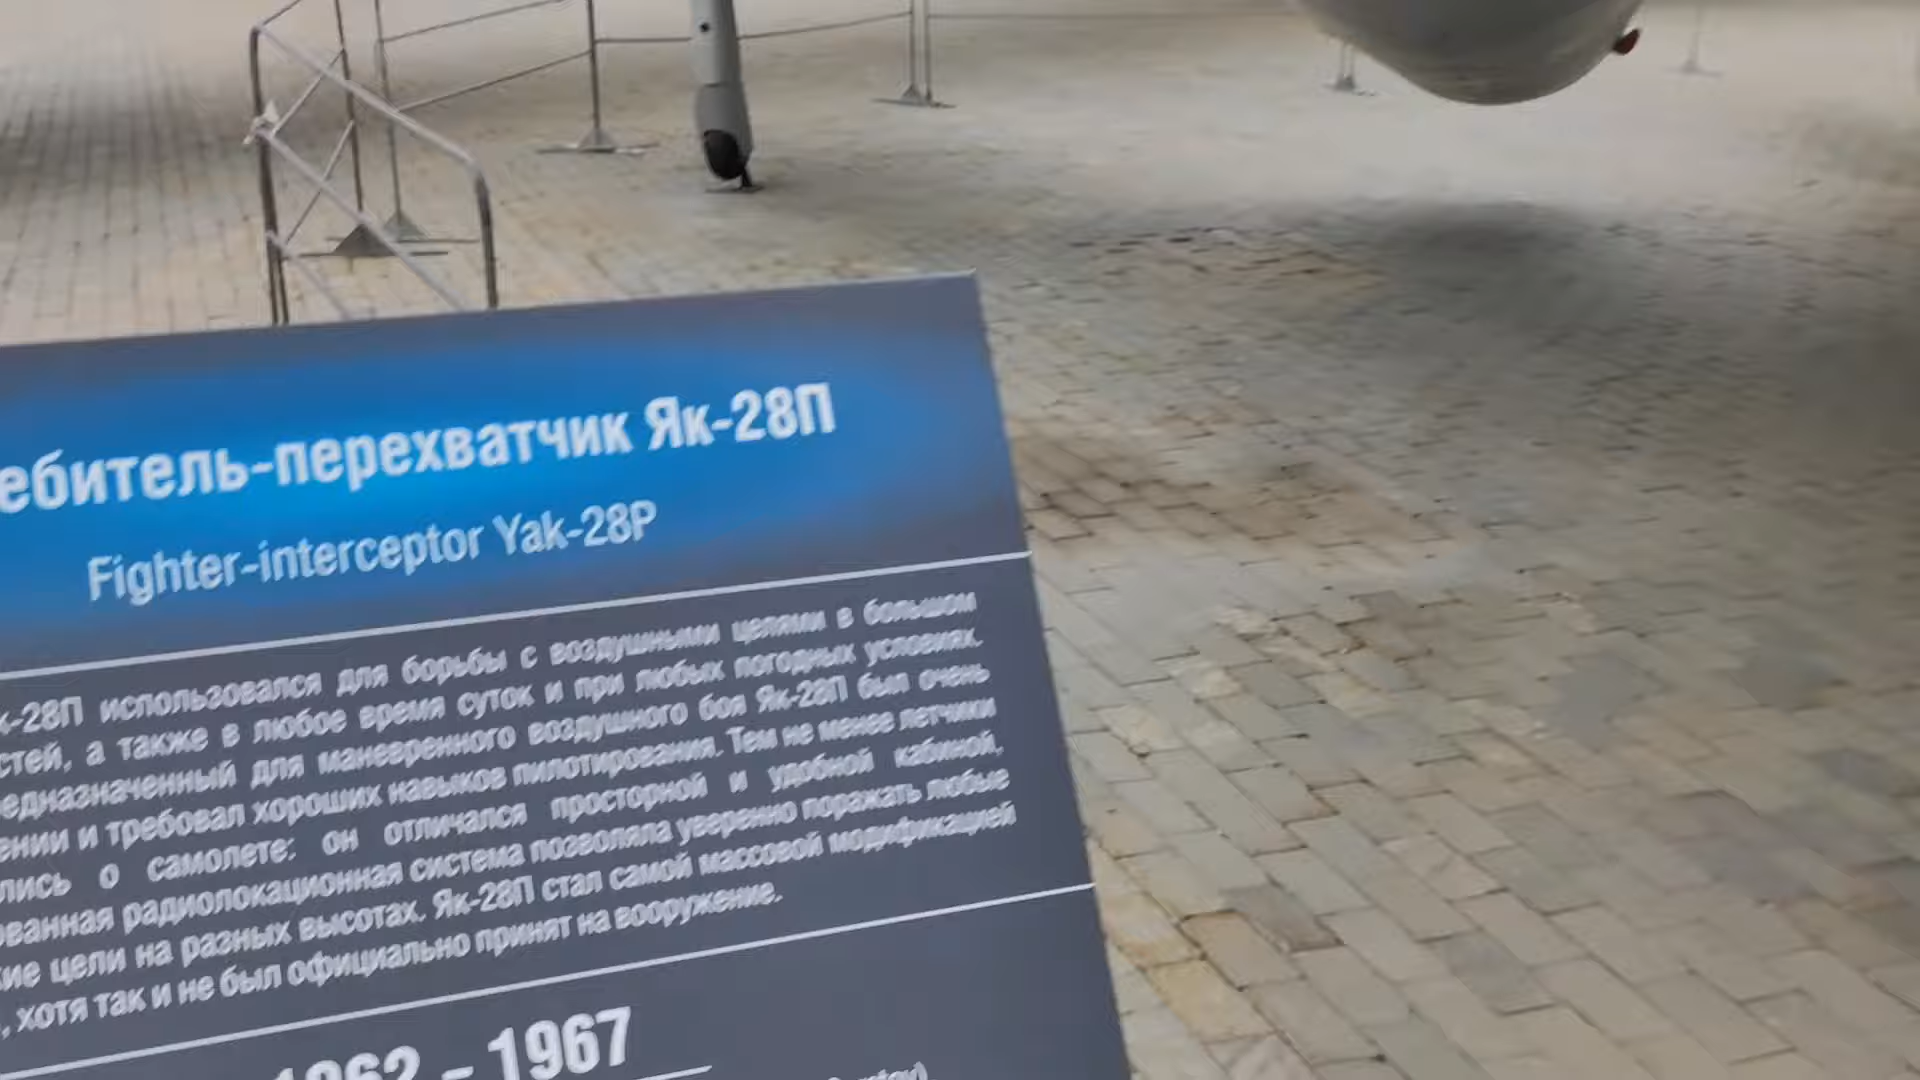 ебитель-перехватчик Як-28П
Fighter-interceptor Yak-28P
к-28П использовался для борьбы с воздушными целями в большом
стей, а также в любое время суток и при любых погодных условиях.
едназначенный для маневренного воздушного боя Як-28П был очень
ении и требовал хороших навыков пилотирования. Тем не менее летчики
лись о самолете: он отличался просторной и удобной кабиной,
ованная радиолокационная система позволяла уверенно поражать любые
кие цели на разных высотах. Як-28П стал самой массовой модификацией
, хотя так и не был официально принят на вооружение.
1962 – 1967